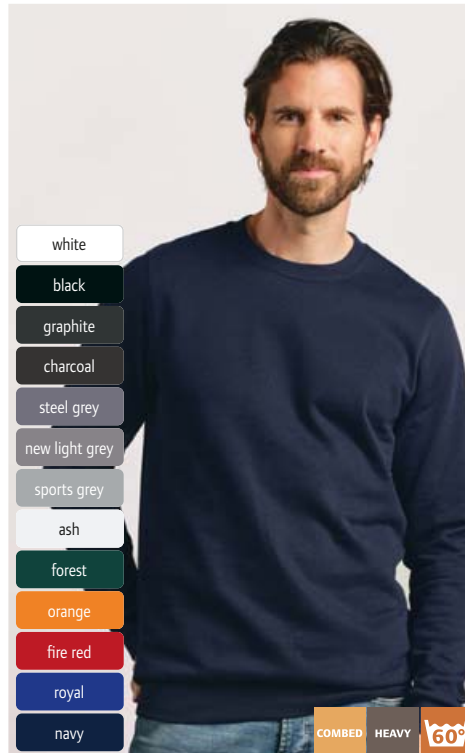 white
black
graphite
charcoal
steel grey
new light grey
sports grey
ash
forest
orange
fire red
royal
navy
COMBED HEAVY 60°